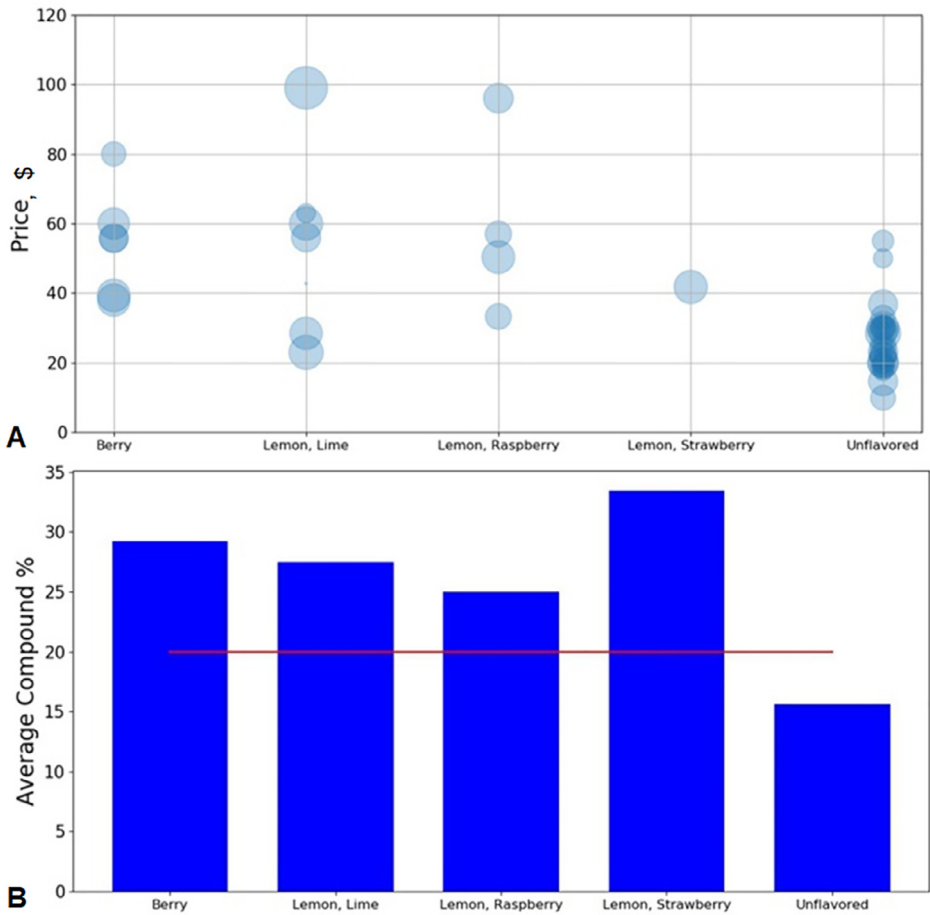 120
100
80
60
40
20
0
Price, $
A
Berry Lemon, Lime Lemon, Raspberry Lemon, Strawberry Unflavored
35
30
25
20
15
10
5
0
Average Compound %
B
Berry Lemon, Lime Lemon, Raspberry Lemon, Strawberry Unflavored